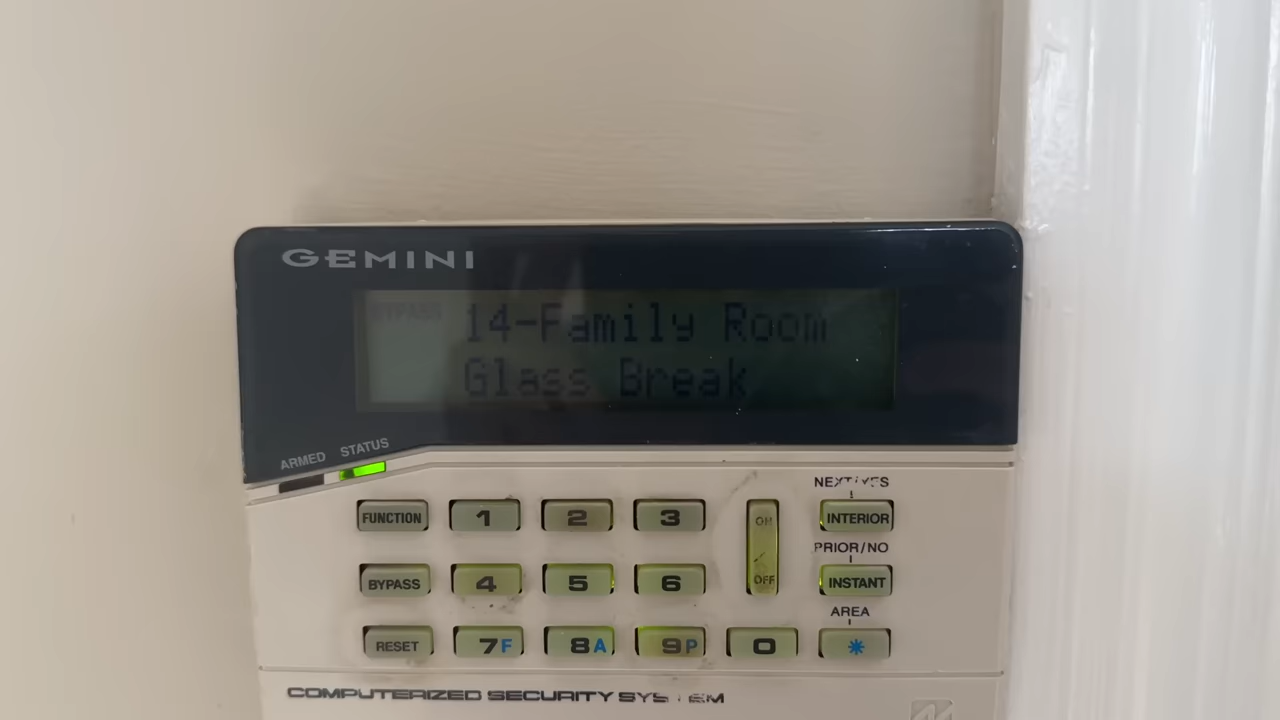 GEMINI
BYPASS 14-Family Room
Glass Break
ARMED STATUS
NEXT/YES
FUNCTION 1 2 3 ON INTERIOR
PRIOR/NO
BYPASS 4 5 6 OFF INSTANT
AREA
RESET 7F 8A 9P 0 *
COMPUTERIZED SECURITY SYSTEM